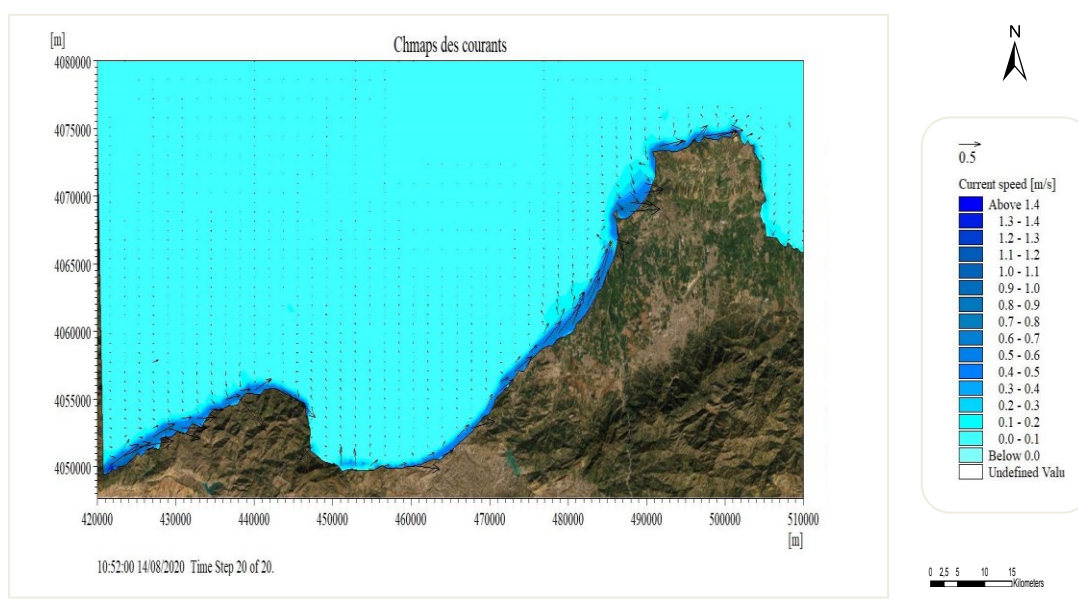 [m]
Chmaps des courants
4080000
4075000
4070000
4065000
4060000
4055000
4050000
420000 430000 440000 450000 460000 470000 480000 490000 500000 510000
[m]
10:52:00 14/08/2020 Time Step 20 of 20.
N
0.5
Current speed [m/s]
Above 1.4
1.3 - 1.4
1.2 - 1.3
1.1 - 1.2
1.0 - 1.1
0.9 - 1.0
0.8 - 0.9
0.7 - 0.8
0.6 - 0.7
0.5 - 0.6
0.4 - 0.5
0.3 - 0.4
0.2 - 0.3
0.1 - 0.2
0.0 - 0.1
Below 0.0
Undefined Valu
0 2,5 5 10 15
Kilometers